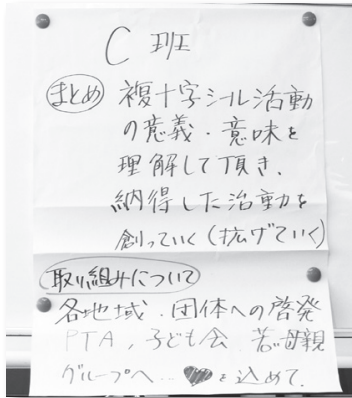 C 班
まとめ 複十字シール活動
の意義・意味を
理解して頂き、
納得した活動を
創っていく(拡げていく)
取り組みについて
各地域・団体への啓発
PTA、子ども会 若い母親
グループへ…♥を込めて、